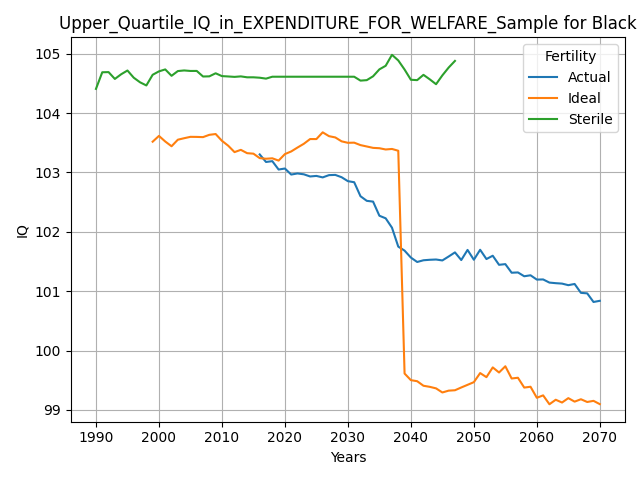 Upper_Quartile_IQ_in_EXPENDITURE_FOR_WELFARE_Sample for Black
Fertility
Actual
Ideal
Sterile
105
104
103
102
101
100
99
IQ
1990
2000
2010
2020
2030
2040
2050
2060
2070
Years